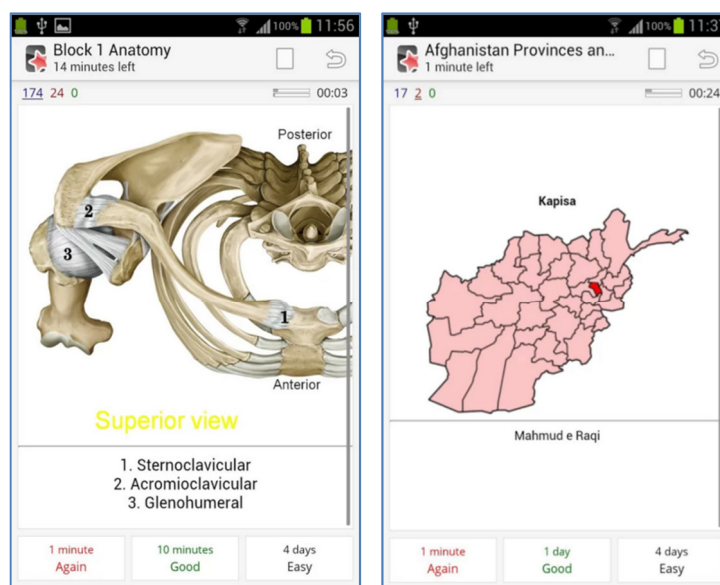 100% 11:56
Block 1 Anatomy
14 minutes left
174 24 0
00:03
Posterior
2
3
1
Anterior
Superior view
1. Sternoclavicular
2. Acromioclavicular
3. Glenohumeral
1 minute
Again
10 minutes
Good
4 days
Easy
100% 11:3
Afghanistan Provinces an...
1 minute left
17 2 0
00:24
Kapisa
Mahmud e Raqi
1 minute
Again
1 day
Good
4 days
Easy